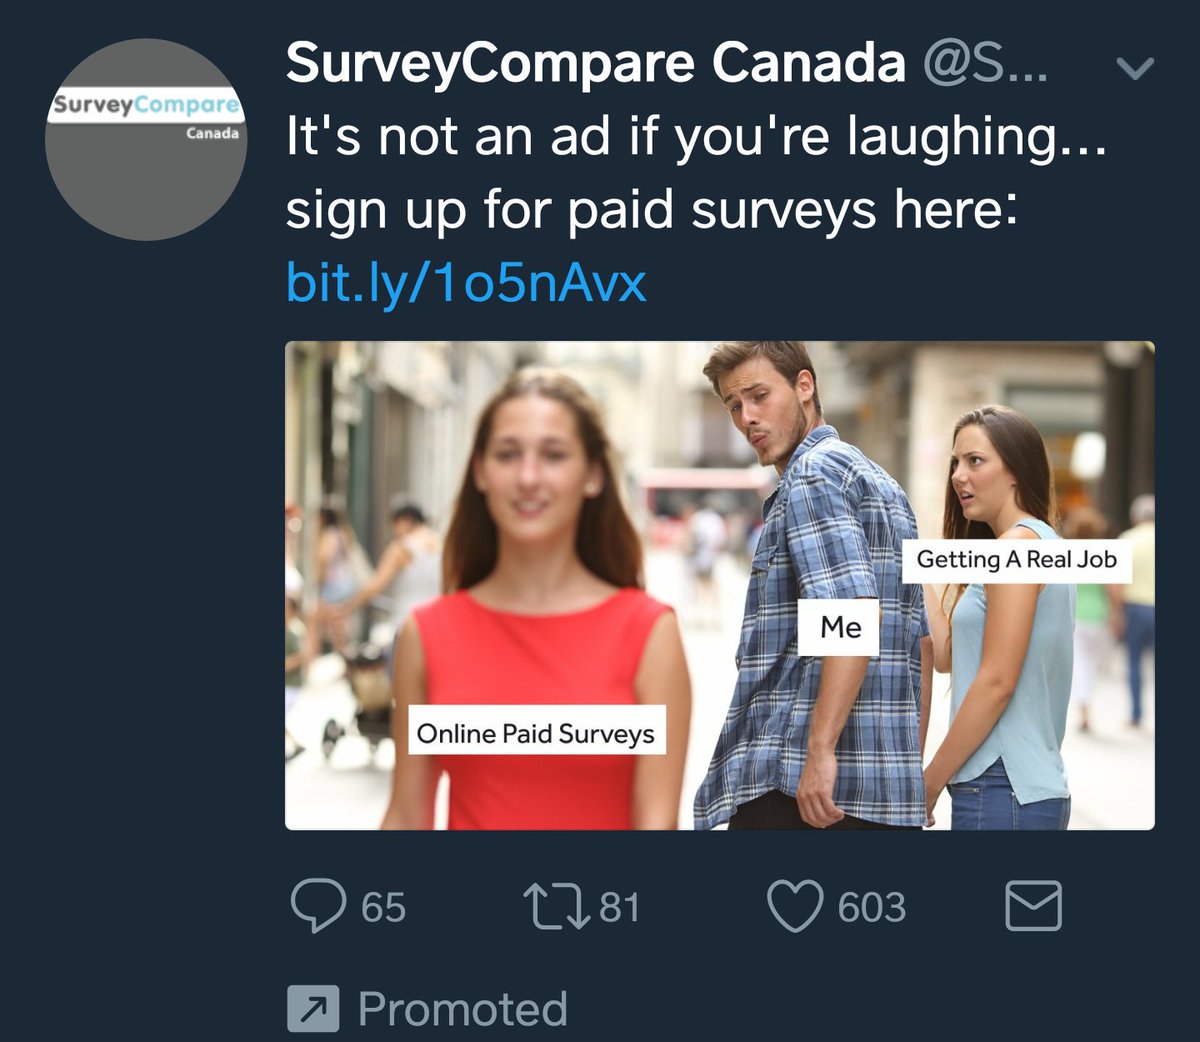 SurveyCompare
Canada
SurveyCompare Canada @S...
It's not an ad if you're laughing...
sign up for paid surveys here:
bit.ly/1o5nAvx
Getting A Real Job
Me
Online Paid Surveys
65 81 603
Promoted